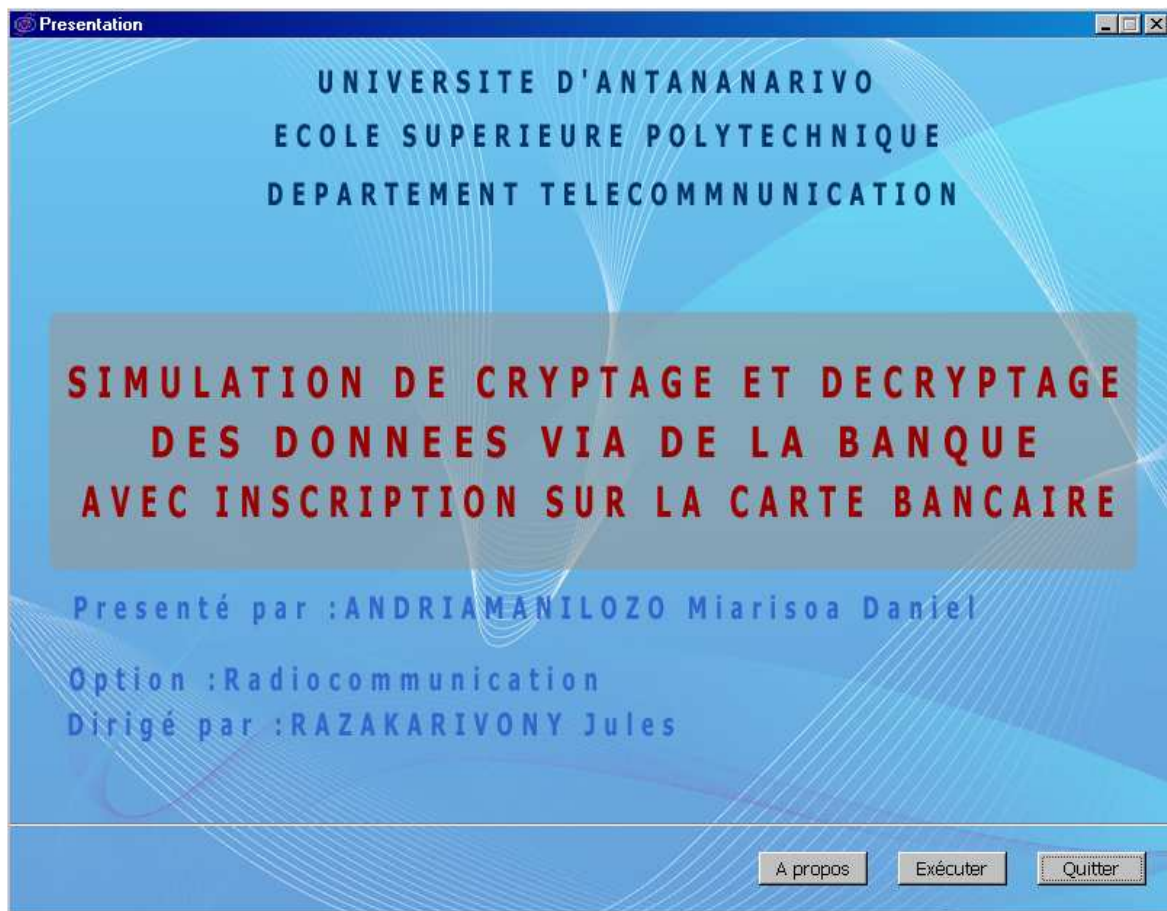 Presentation
UNIVERSITE D'ANTANANARIVO
ECOLE SUPERIEURE POLYTECHNIQUE
DEPARTEMENT TELECOMMNUNICATION
SIMULATION DE CRYPTAGE ET DECRYPTAGE
DES DONNEES VIA DE LA BANQUE
AVEC INSCRIPTION SUR LA CARTE BANCAIRE
Presenté par :ANDRIAMANILOZO Miarisoa Daniel
Option :Radiocommunication
Dirigé par :RAZAKARIVONY Jules
A propos Exécuter Quitter